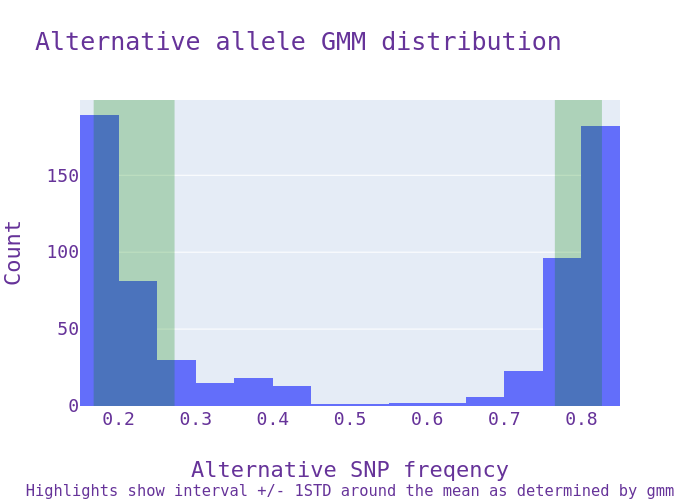 Alternative allele GMM distribution
150
100
50
0
Count
0.2 0.3 0.4 0.5 0.6 0.7 0.8
Alternative SNP freqency
Highlights show interval +/- 1STD around the mean as determined by gmm